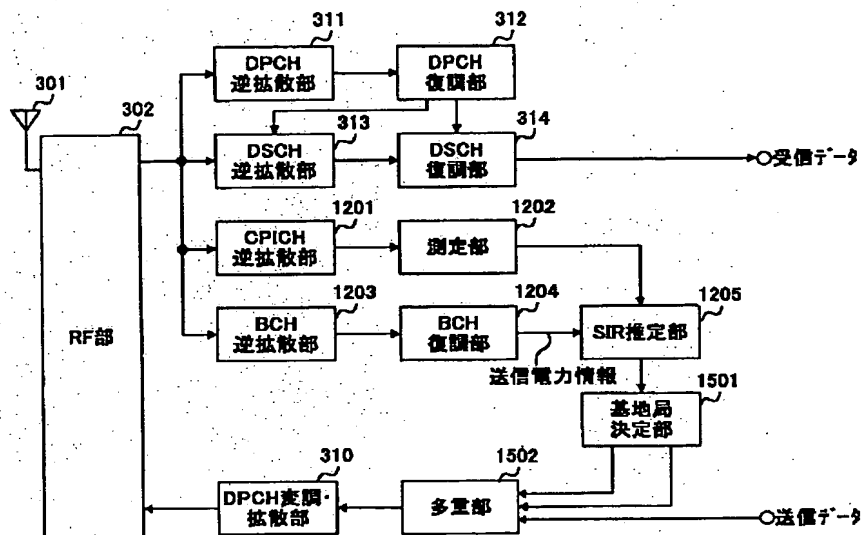 311
312
DPCH
逆拡散部
DPCH
復調部
301
302
313
314
DSCH
逆拡散部
DSCH
復調部
受信データ
1201
1202
CPICH
逆拡散部
測定部
1203
1204
1205
BCH
逆拡散部
BCH
復調部
SIR推定部
RF部
送信電力情報
1501
基地局
決定部
310
1502
DPCH変調・
拡散部
多重部
送信データ